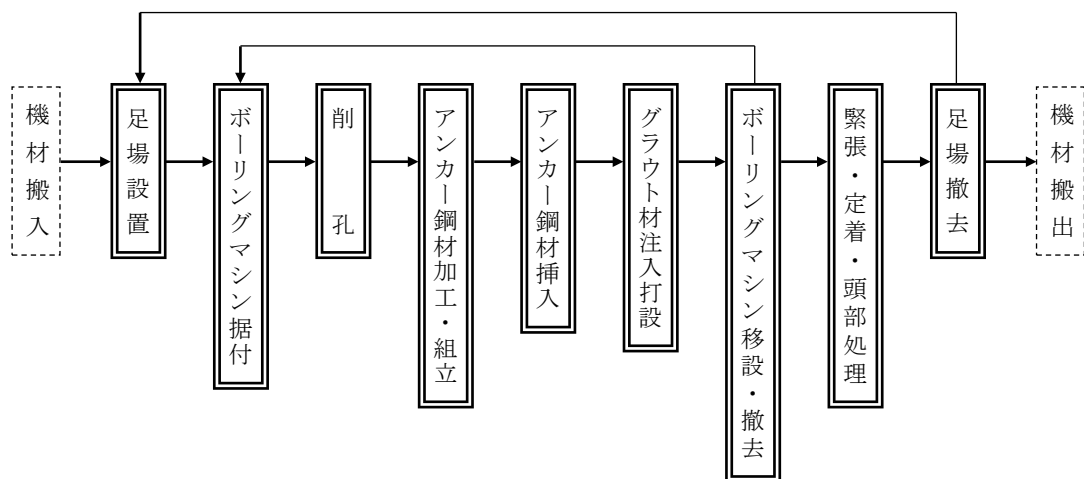 機材搬入
足場設置
ボーリングマシン据付
削孔
アンカー鋼材加工・組立
アンカー鋼材挿入
グラウト材注入打設
ボーリングマシン移設・撤去
緊張・定着・頭部処理
足場撤去
機材搬出